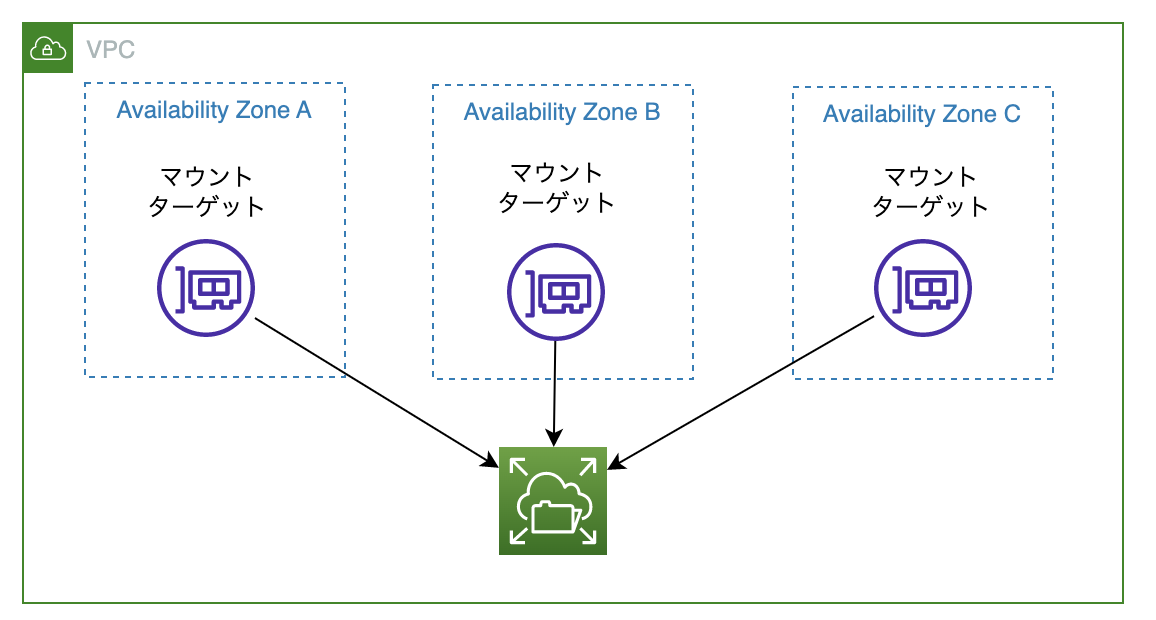 VPC
Availability Zone A
Availability Zone B
Availability Zone C
マウント
ターゲット
マウント
ターゲット
マウント
ターゲット